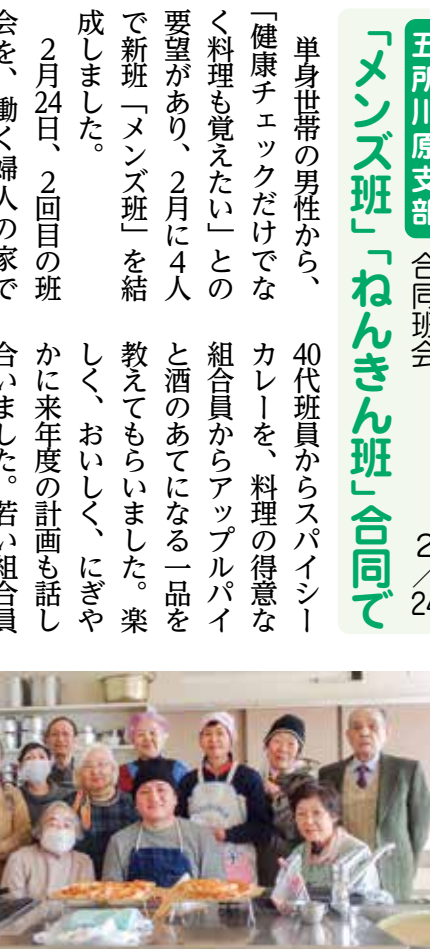 五所川原支部 合同班会 2/24
「メンズ班」「ねんきん班」合同で
単身世帯の男性から、
「健康チェックだけでな
く料理も覚えたい」との
要望があり、2月に4人
で新班「メンズ班」を結
成しました。
2月24日、2回目の班
会を、働く婦人の家で
40代班員からスパイシー
カレーを、料理の得意な
組合員からアップルパイ
と酒のあてになる一品を
教えてもらいました。楽
しく、おいしく、にぎや
かに来年度の計画も話し
合いました。若い組合員